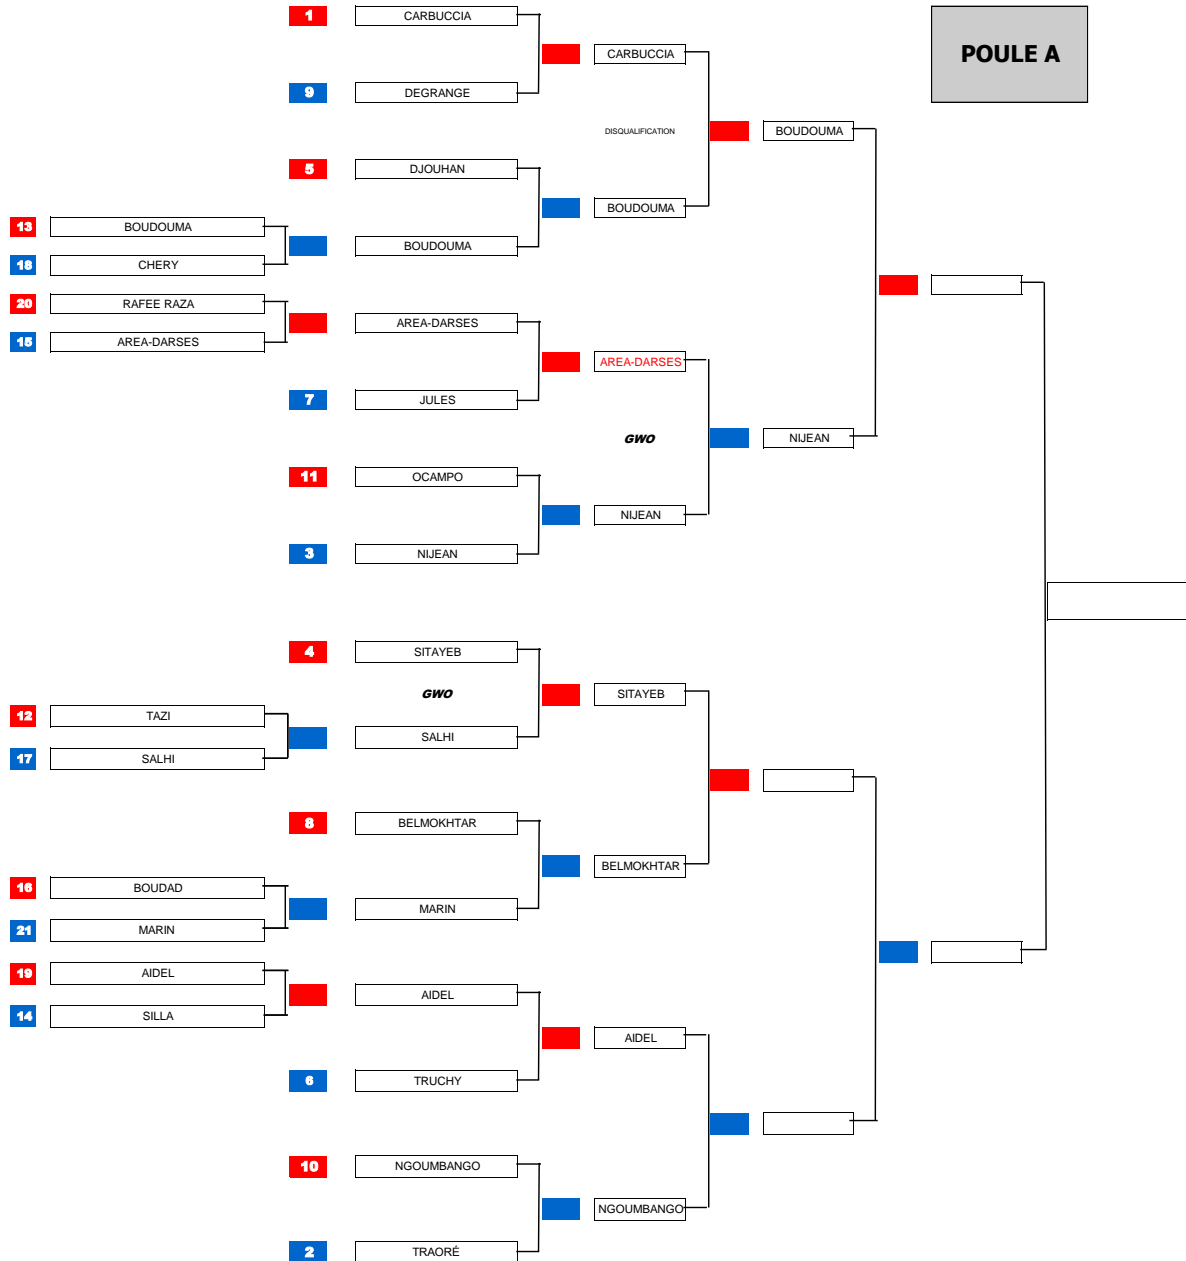 1 CARBUCCIA
POULE A
CARBUCCIA
9 DEGRANGE
DISQUALIFICATION
BOUDOUMA
5 DJOUHAN
BOUDOUMA
13 BOUDOUMA
BOUDOUMA
18 CHERY
20 RAFEE RAZA
AREA-DARSES
15 AREA-DARSES
AREA-DARSES
7 JULES
GWO
NIJEAN
11 OCAMPO
NIJEAN
3 NIJEAN
4 SITAYEB
GWO
SITAYEB
12 TAZI
SALHI
17 SALHI
8 BELMOKHTAR
BELMOKHTAR
16 BOUDAD
MARIN
21 MARIN
19 AIDEL
AIDEL
14 SILLA
AIDEL
6 TRUCHY
10 NGOUMBANGO
NGOUMBANGO
2 TRAORÉ